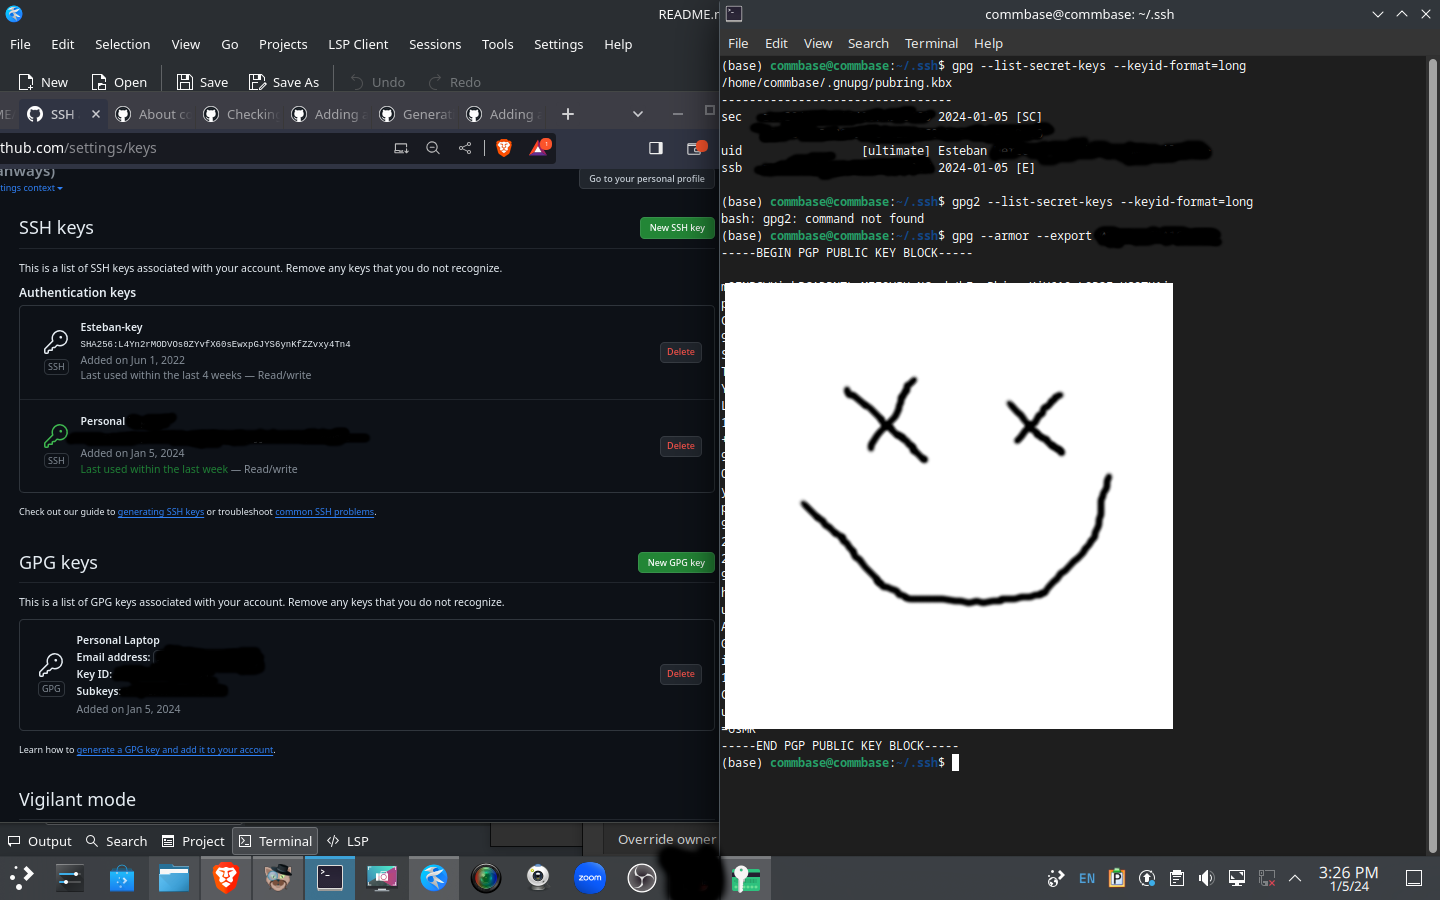 README.
File Edit Selection View Go Projects LSP Client Sessions Tools Settings Help
New Open Save Save As Undo Redo
SSH About Checkin Adding Generat Adding
thub.com/settings/keys
Go to your personal profile
tings context
SSH keys
New SSH key
This is a list of SSH keys associated with your account. Remove any keys that you do not recognize.
Authentication keys
Esteban-key
SHA256:L4Yn2rMODVOs0ZYvfX60sEwxpGJYS6ynKfZZvxy4Tn4
SSH
Added on Jun 1, 2022
Last used within the last 4 weeks — Read/write
Delete
Personal
SSH
Added on Jan 5, 2024
Last used within the last week — Read/write
Delete
Check out our guide to generating SSH keys or troubleshoot common SSH problems.
GPG keys
New GPG key
This is a list of GPG keys associated with your account. Remove any keys that you do not recognize.
Personal Laptop
Email address:
Key ID:
GPG
Subkeys:
Added on Jan 5, 2024
Delete
Learn how to generate a GPG key and add it to your account.
Vigilant mode
Output Search Project Terminal LSP
Override owner
commbase@commbase: ~/.ssh
File Edit View Search Terminal Help
(base) commbase@commbase:~/.ssh$ gpg --list-secret-keys --keyid-format=long
/home/commbase/.gnupg/pubring.kbx
---------------------------------
sec 2024-01-05 [SC]
uid [ultimate] Esteban
ssb 2024-01-05 [E]
(base) commbase@commbase:~/.ssh$ gpg2 --list-secret-keys --keyid-format=long
bash: gpg2: command not found
(base) commbase@commbase:~/.ssh$ gpg --armor --export
-----BEGIN PGP PUBLIC KEY BLOCK-----
-----END PGP PUBLIC KEY BLOCK-----
(base) commbase@commbase:~/.ssh$
zoom
EN
3:26 PM
1/5/24